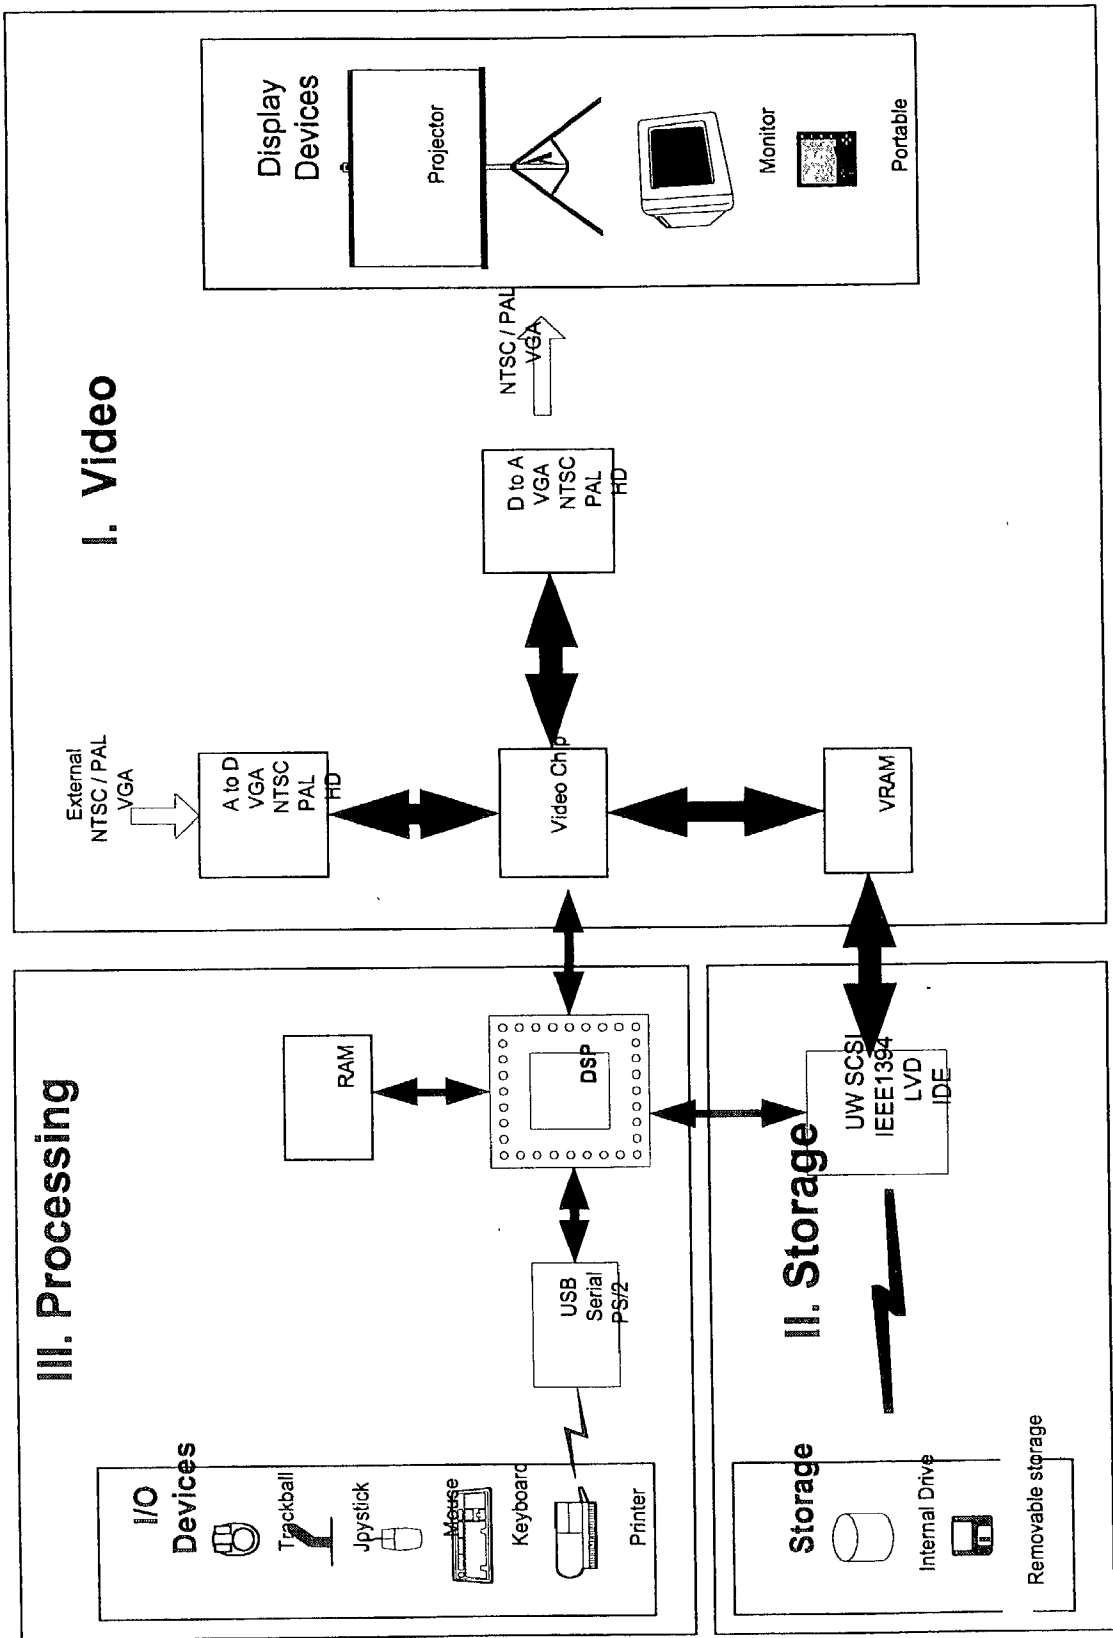 III. Processing
I/O
Devices
Trackball
Joystick
Mouse
Keyboard
Printer
USB
Serial
PS/2
RAM
DSP
II. Storage
Storage
Internal Drive
Removable storage
UW SCSI
IEEE1394
LVD
IDE
I. Video
External
NTSC / PAL
VGA
A to D
VGA
NTSC
PAL
HD
Video Chip
VRAM
D to A
VGA
NTSC
PAL
HD
NTSC / PAL
VGA
Display
Devices
Projector
Monitor
Portable